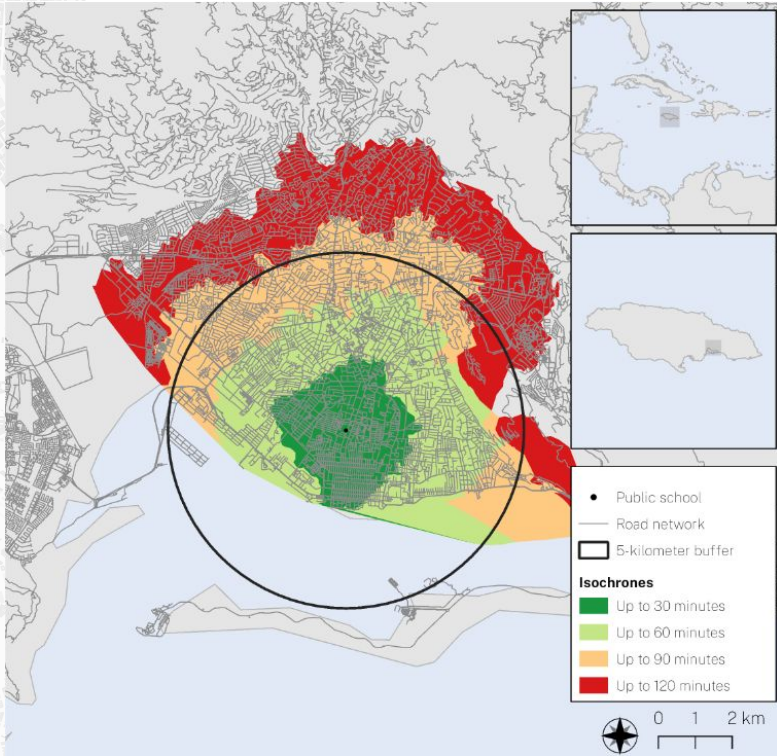 Public school
Road network
5-kilometer buffer
Isochrones
Up to 30 minutes
Up to 60 minutes
Up to 90 minutes
Up to 120 minutes
0 1 2 km